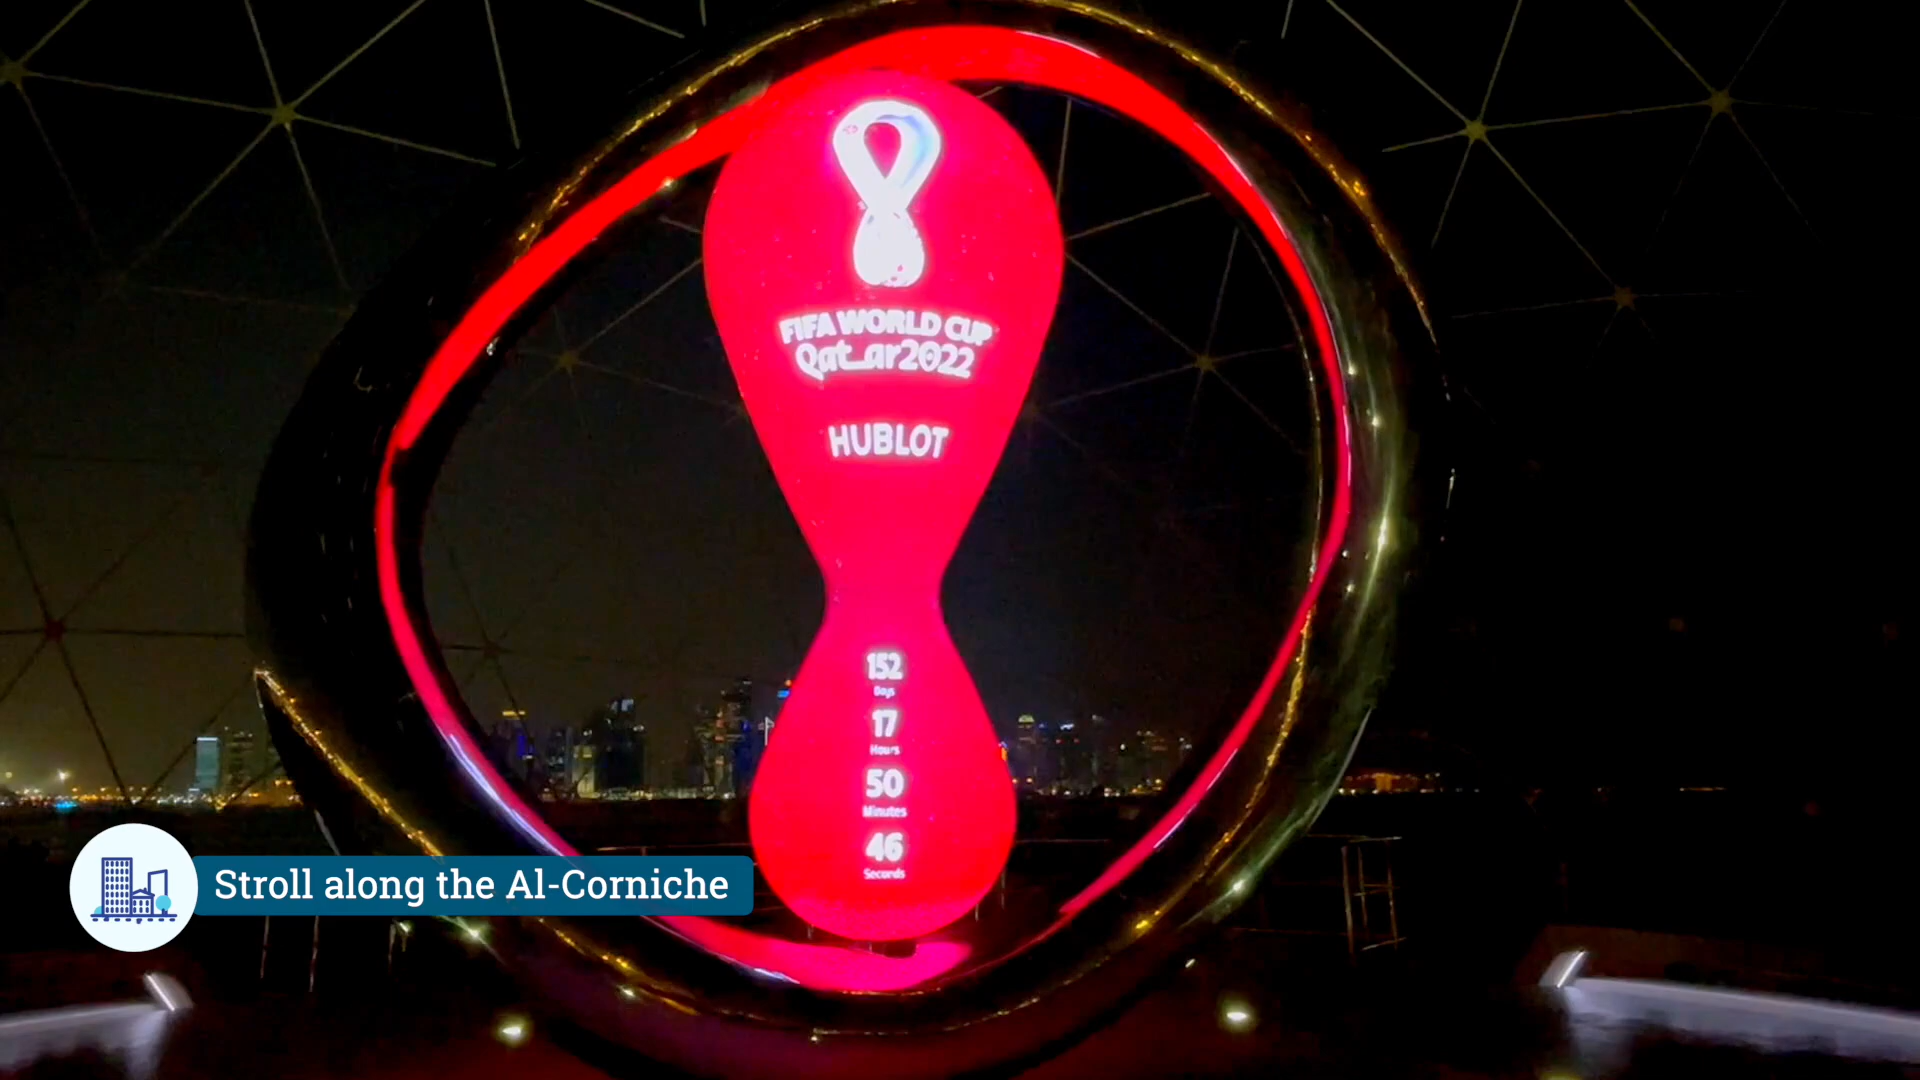 FIFA WORLD CUP
Qatar2022
HUBLOT
152
Days
17
Hours
50
Minutes
46
Seconds
Stroll along the Al-Corniche